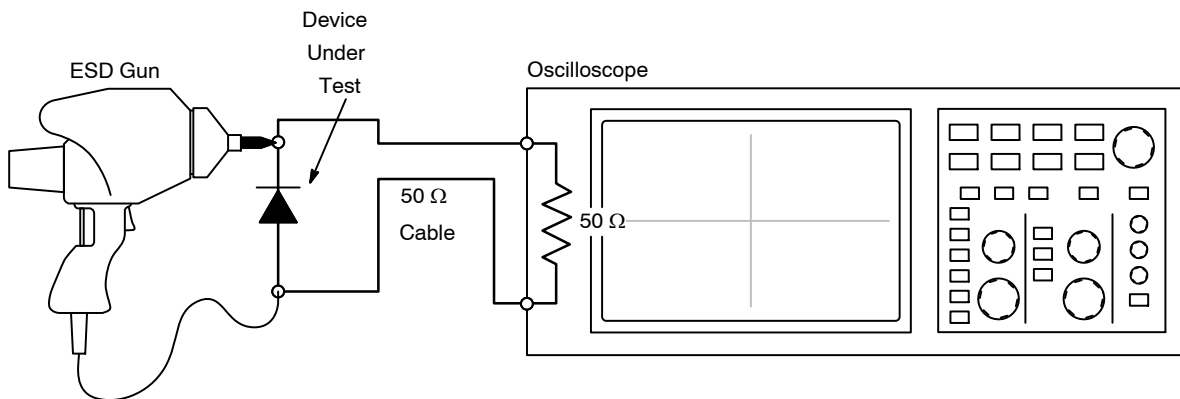 Device
Under
Test
ESD Gun
Oscilloscope
50 Ω
Cable
50 Ω